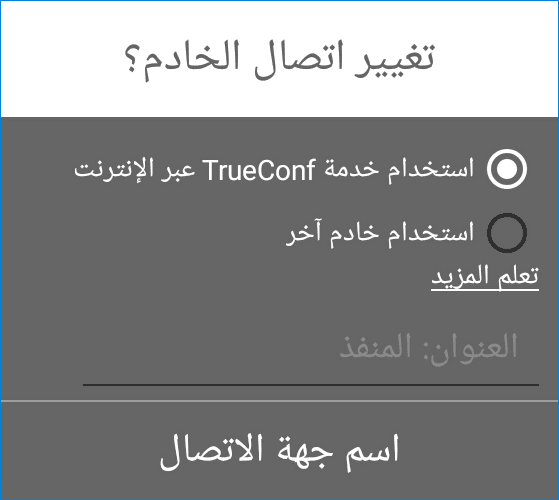 تغيير اتصال الخادم؟
استخدام خدمة TrueConf عبر الإنترنت
استخدام خادم آخر
تعلم المزيد
العنوان: المنفذ
اسم جهة الاتصال